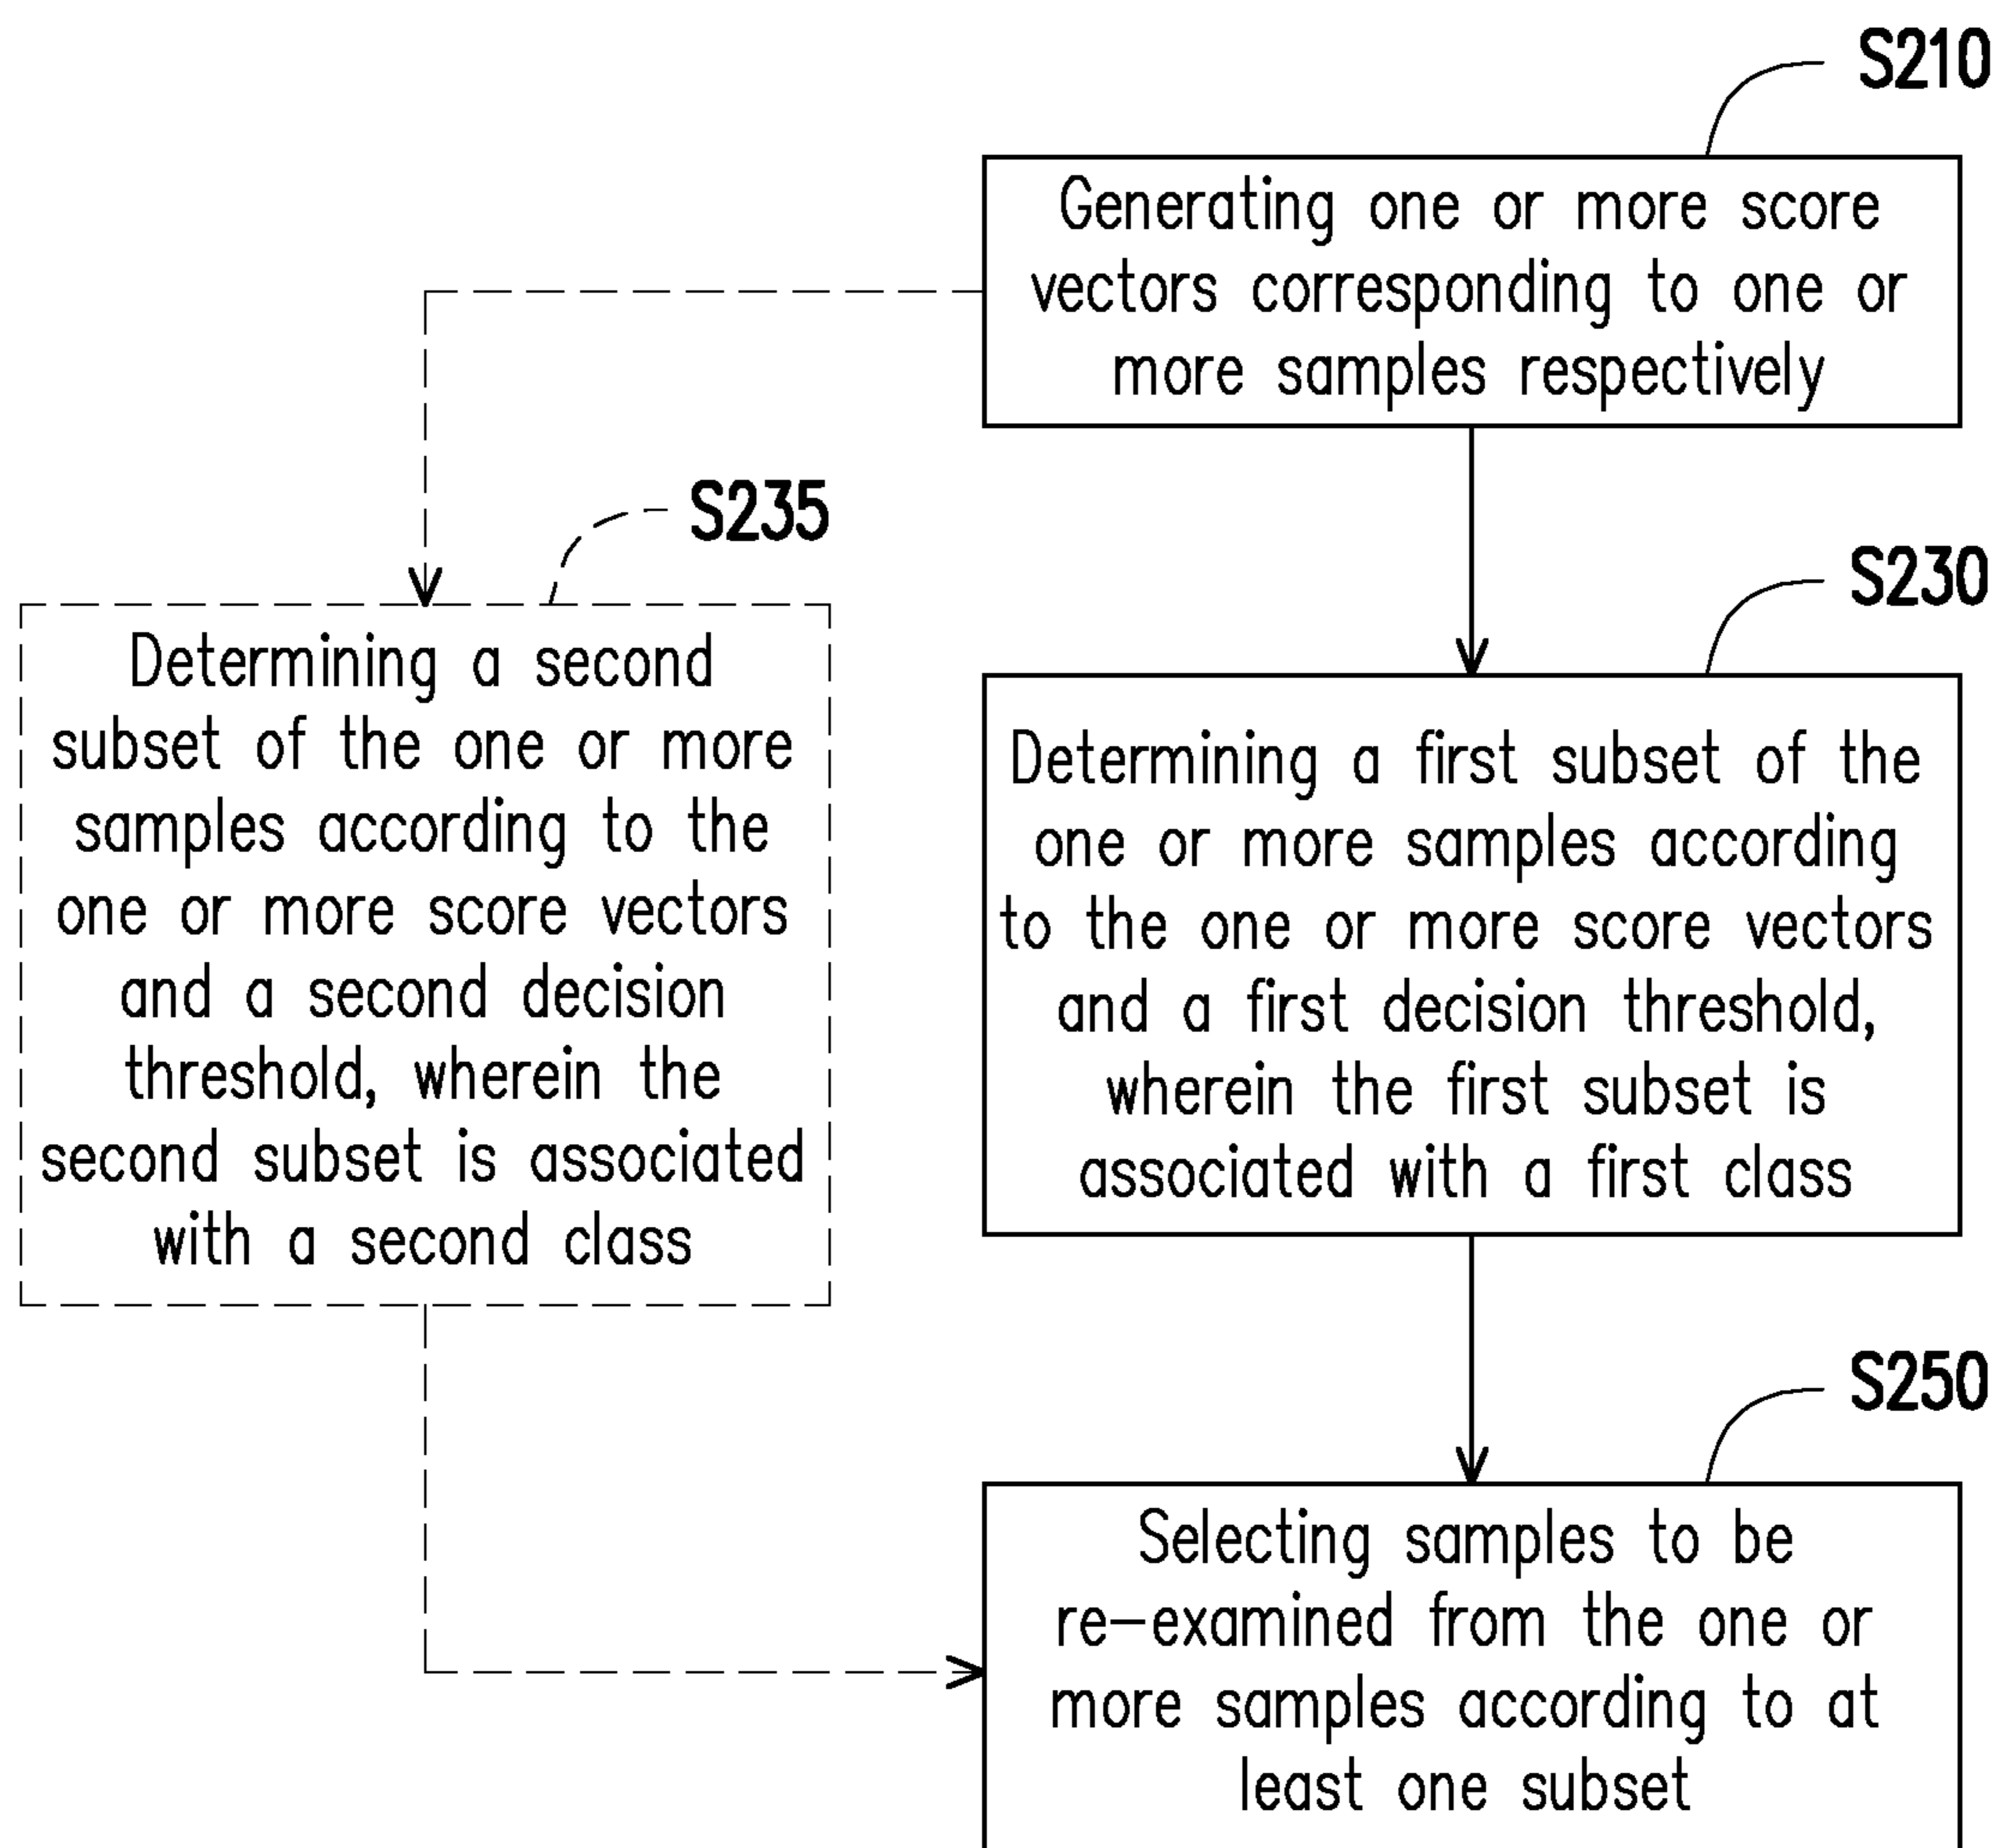 S210
Generating one or more score
vectors corresponding to one or
more samples respectively
S235
Determining a second
subset of the one or more
samples according to the
one or more score vectors
and a second decision
threshold, wherein the
second subset is associated
with a second class
S230
Determining a first subset of the
one or more samples according
to the one or more score vectors
and a first decision threshold,
wherein the first subset is
associated with a first class
S250
Selecting samples to be
re-examined from the one or
more samples according to at
least one subset